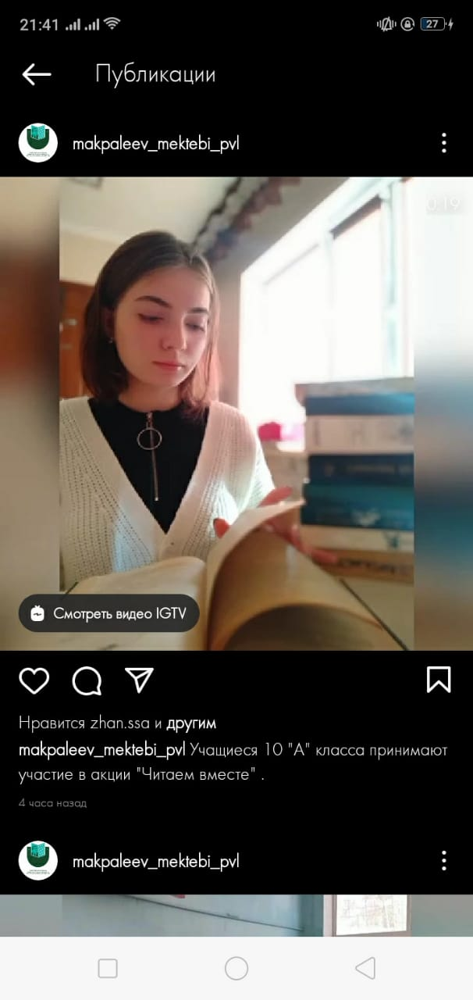 21:41
27
Публикации
makpaleev_mektebi_pvl
0:19
Смотреть видео IGTV
Нравится zhan.ssa и другим
makpaleev_mektebi_pvl Учащиеся 10 "А" класса принимают
участие в акции "Читаем вместе" .
4 часа назад
makpaleev_mektebi_pvl